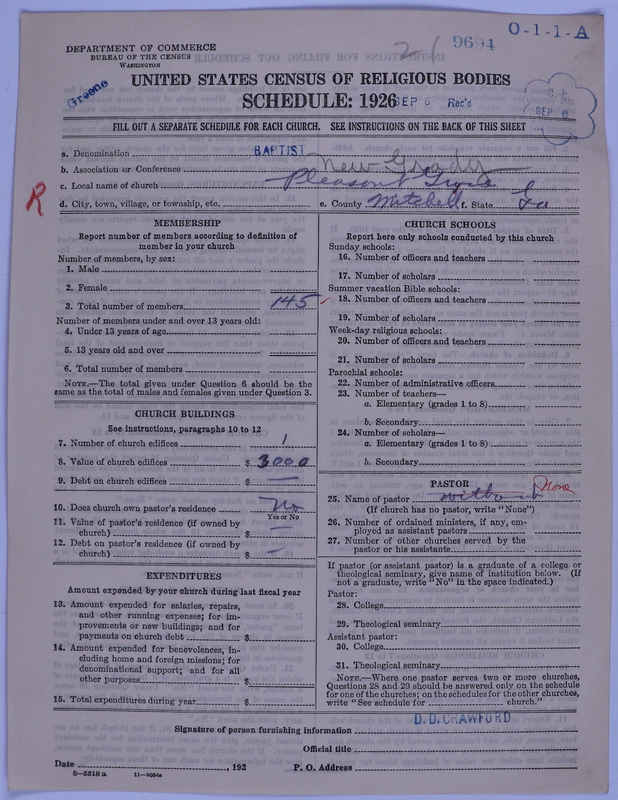 O-1-1-A
9694
DEPARTMENT OF COMMERCE
BUREAU OF THE CENSUS
WASHINGTON
Greene
UNITED STATES CENSUS OF RELIGIOUS BODIES
SCHEDULE: 1926 SEP 6 Rec'd
SEP 6
FILL OUT A SEPARATE SCHEDULE FOR EACH CHURCH. SEE INSTRUCTIONS ON THE BACK OF THIS SHEET
a. Denomination BAPTIST
b. Association or Conference New Grady
c. Local name of church Pleasant Grove
R
d. City, town, village, or township, etc. e. County Mitchell f. State Ga
MEMBERSHIP
Report number of members according to definition of
member in your church
Number of members, by sex:
1. Male
2. Female
3. Total number of members 145
Number of members under and over 13 years old:
4. Under 13 years of age
5. 13 years old and over
6. Total number of members
NOTE.—The total given under Question 6 should be the
same as the total of males and females given under Question 3.
CHURCH BUILDINGS
See instructions, paragraphs 10 to 12
7. Number of church edifices 1
8. Value of church edifices $ 3000
9. Debt on church edifices $ —
10. Does church own pastor's residence No
Yes or No
11. Value of pastor's residence (if owned by
church) $ —
12. Debt on pastor's residence (if owned by
church) $ —
EXPENDITURES
Amount expended by your church during last fiscal year
13. Amount expended for salaries, repairs,
and other running expenses; for im-
provements or new buildings; and for
payments on church debt $
14. Amount expended for benevolences, in-
cluding home and foreign missions; for
denominational support; and for all
other purposes $
15. Total expenditures during year $
CHURCH SCHOOLS
Report here only schools conducted by this church
Sunday schools:
16. Number of officers and teachers
17. Number of scholars
Summer vacation Bible schools:
18. Number of officers and teachers
19. Number of scholars
Week-day religious schools:
20. Number of officers and teachers
21. Number of scholars
Parochial schools:
22. Number of administrative officers
23. Number of teachers—
a. Elementary (grades 1 to 8)
b. Secondary
24. Number of scholars—
a. Elementary (grades 1 to 8)
b. Secondary
PASTOR
25. Name of pastor without None
(If church has no pastor, write "None")
26. Number of ordained ministers, if any, em-
ployed as assistant pastors
27. Number of other churches served by the
pastor or his assistants
If pastor (or assistant pastor) is a graduate of a college or
theological seminary, give name of institution below. (If
not a graduate, write "No" in the space indicated.)
Pastor:
28. College
29. Theological seminary
Assistant pastor:
30. College
31. Theological seminary
NOTE.—Where one pastor serves two or more churches,
Questions 28 and 29 should be answered only on the schedule
for one of the churches; on the schedules for the other churches,
write "See schedule for church."
D.D. CRAWFORD
Signature of person furnishing information
Official title
Date , 192 P. O. Address
8-5518a 11-9054a